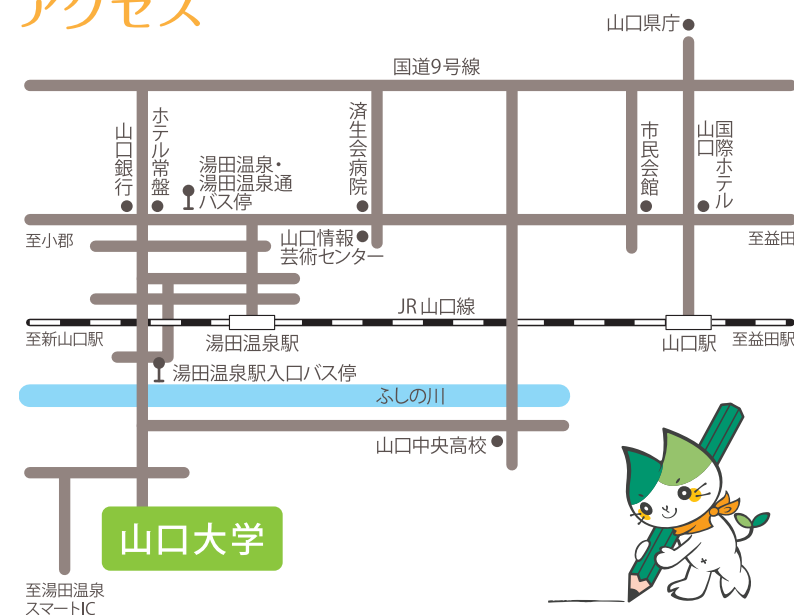 アクセス
山口県庁
国道9号線
山口銀行
ホテル常盤
湯田温泉・
湯田温泉通
バス停
済生会病院
市民会館
山口
国際ホテル
至小郡
山口情報
芸術センター
至益田
JR山口線
至新山口駅
湯田温泉駅
山口駅
至益田駅
湯田温泉駅入口バス停
ふしの川
山口中央高校
山口大学
至湯田温泉
スマートIC